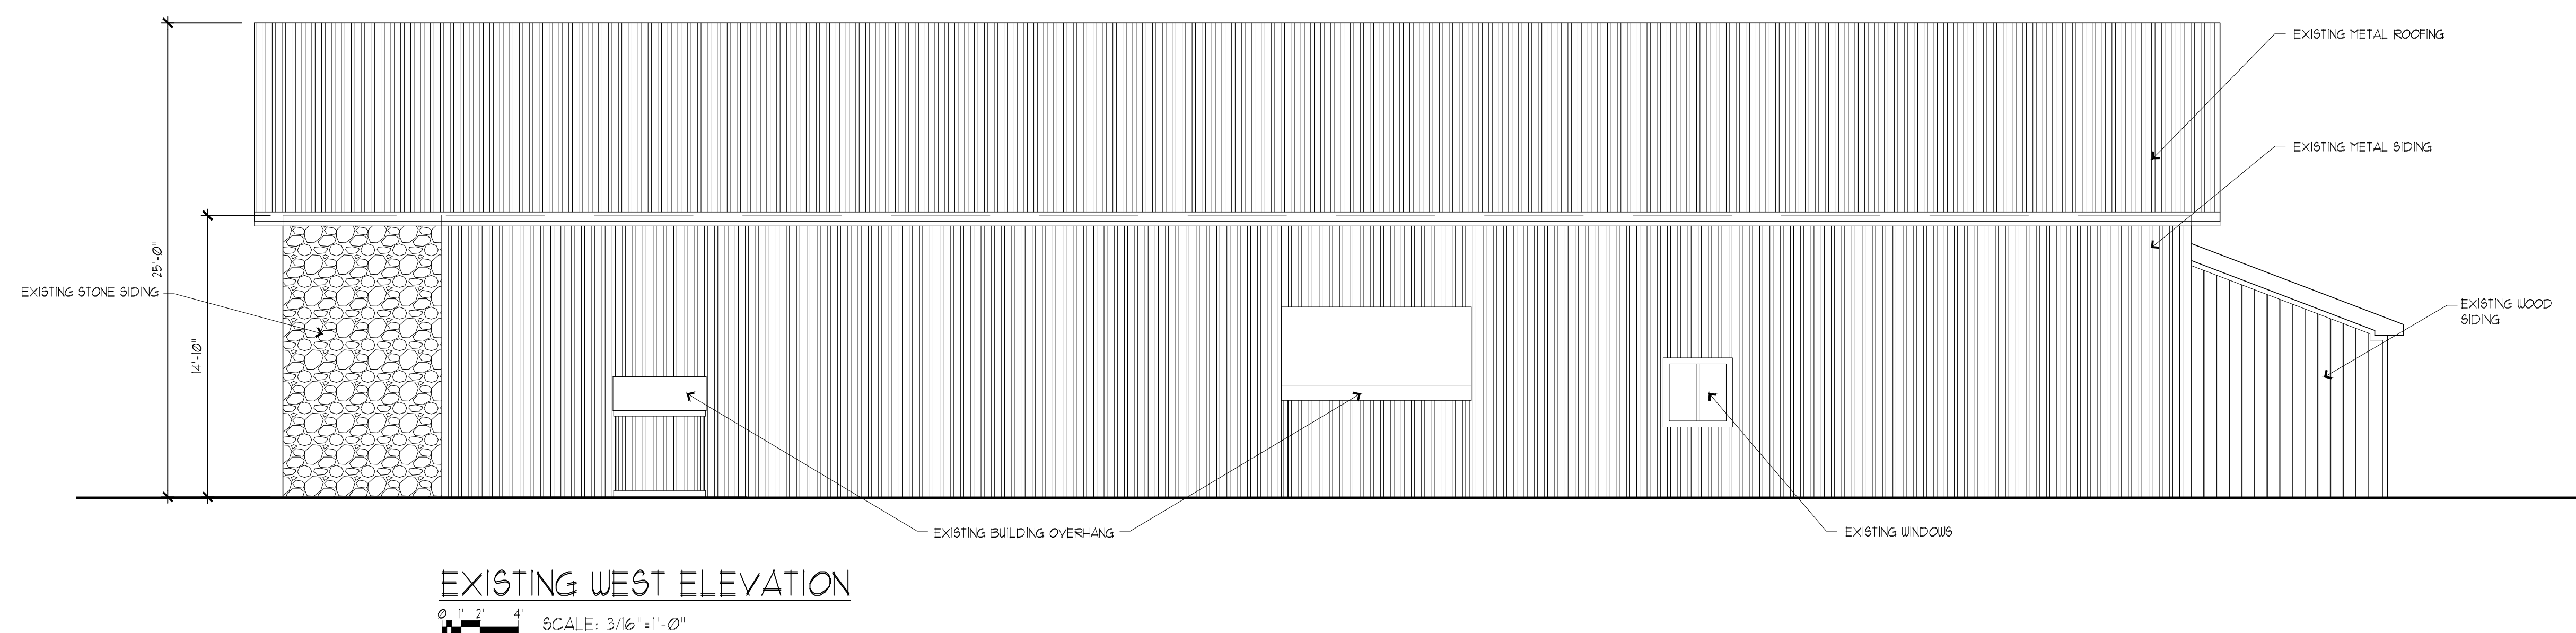 EXISTING METAL ROOFING
EXISTING METAL SIDING
25'-0"
EXISTING STONE SIDING
14'-10"
EXISTING WOOD
SIDING
EXISTING BUILDING OVERHANG
EXISTING WINDOWS
EXISTING WEST ELEVATION
0 1' 2' 4'
SCALE: 3/16"=1'-0"